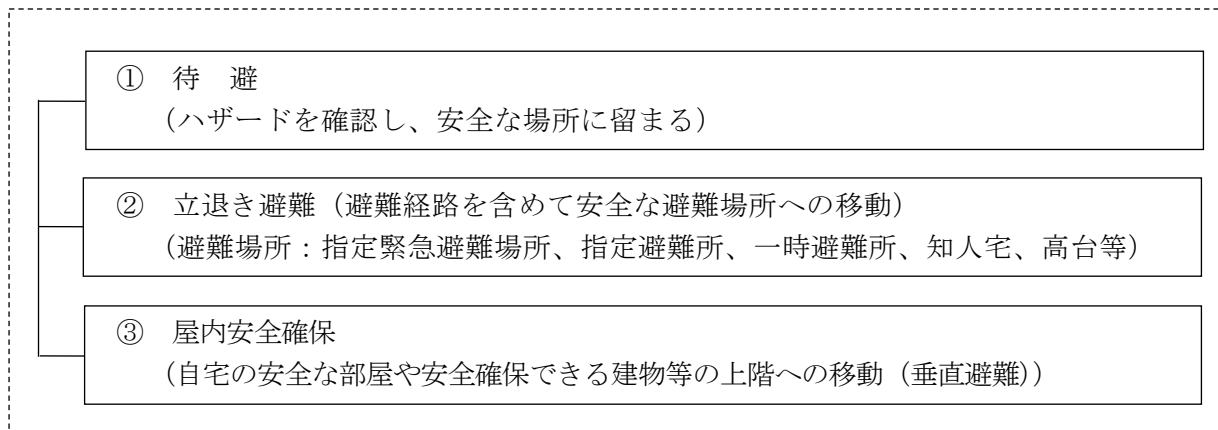 ① 待　避
（ハザードを確認し、安全な場所に留まる）
② 立退き避難（避難経路を含めて安全な避難場所への移動）
（避難場所：指定緊急避難場所、指定避難所、一時避難所、知人宅、高台等）
③ 屋内安全確保
（自宅の安全な部屋や安全確保できる建物等の上階への移動（垂直避難））